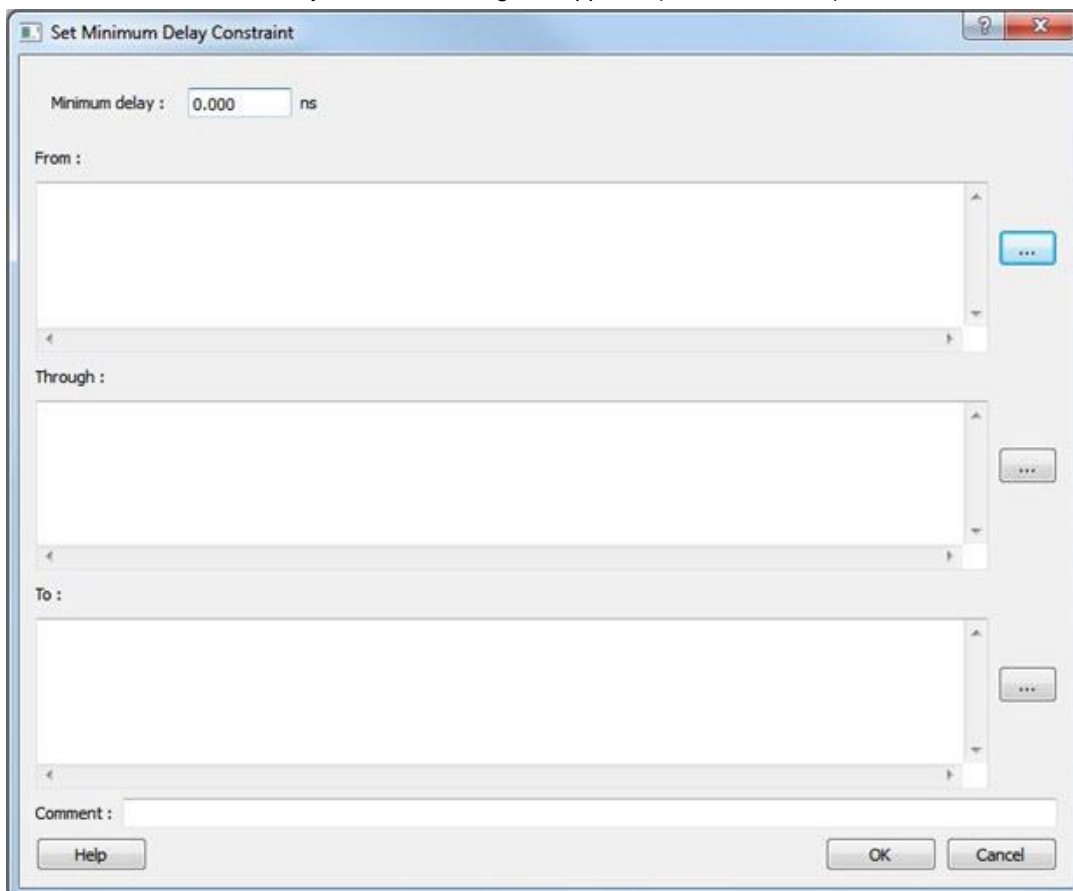 Set Minimum Delay Constraint
Minimum delay : 0.000 ns
From :
...
Through :
...
To :
...
Comment :
Help OK Cancel